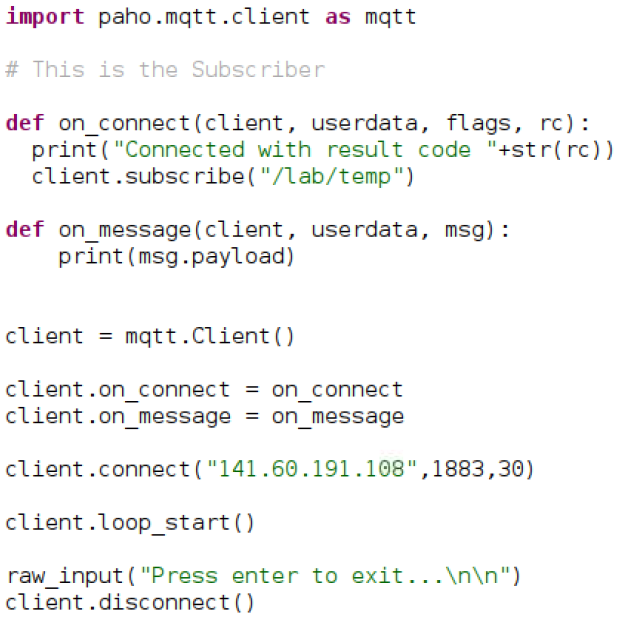 import paho.mqtt.client as mqtt
# This is the Subscriber
def on_connect(client, userdata, flags, rc):
  print("Connected with result code "+str(rc))
  client.subscribe("/lab/temp")
def on_message(client, userdata, msg):
    print(msg.payload)
client = mqtt.Client()
client.on_connect = on_connect
client.on_message = on_message
client.connect("141.60.191.108",1883,30)
client.loop_start()
raw_input("Press enter to exit...\n\n")
client.disconnect()